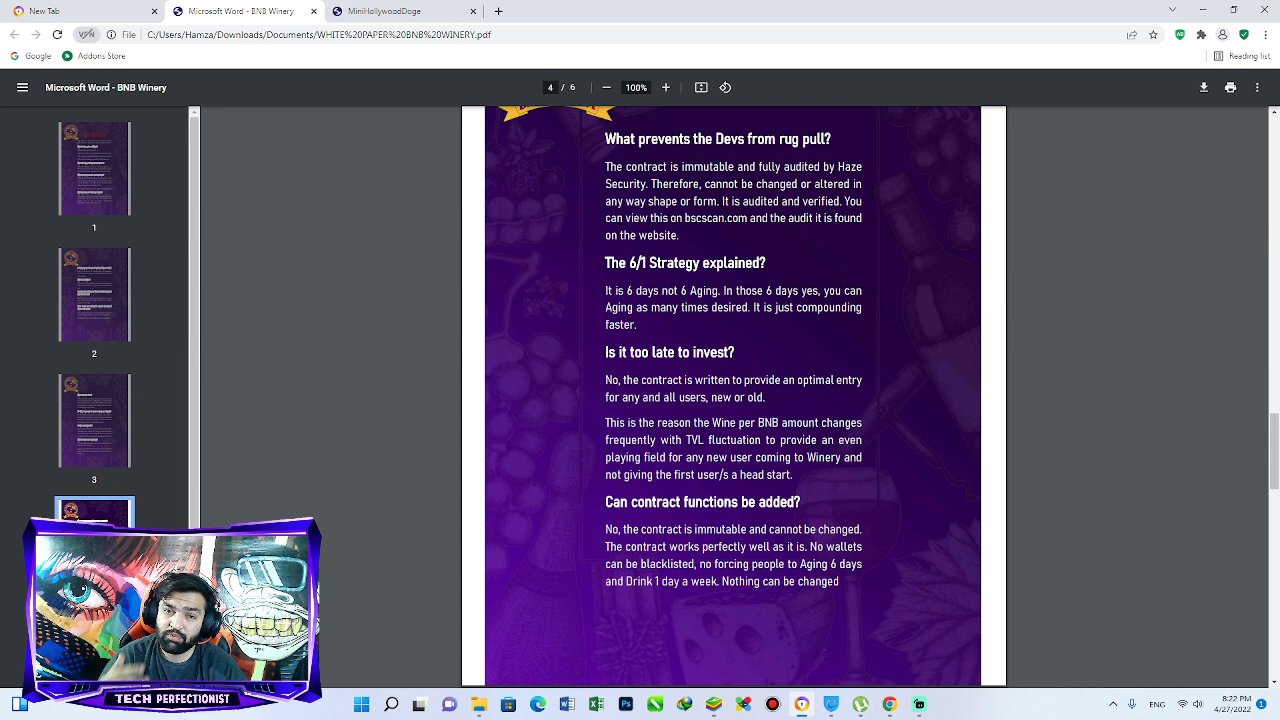 New Tab
Microsoft Word - BNB Winery
MiniHollywoodDoge
VPN
File
C:/Users/Hamza/Downloads/Documents/WHITE%20PAPER%20BNB%20WINERY.pdf
Google
Addons Store
Reading list
Microsoft Word - BNB Winery
4 / 6
100%
What prevents the devs from rug pull?
The contract is immutable and is audited by Haze
Security. Therefore, cannot be changed or altered in
any way shape or form. It is audited and verified. You
can view this on bscscan.com and the audit it is found
on the website.
The 6/1 Strategy explained?
It is 6 days not 6 Aging. In those 6 days, you can
Aging as many times desired. It is just compounding
faster.
Is it too late to invest?
No, the contract is written to provide an optimal entry
for any and all users, new or old!
This is the reason wine per barrel amount changes
frequently with TVL fluctuation to provide an even
playing field for any new user coming to Winery and
not giving the first user/s a head start.
Can contract functions be added?
No, the contract is immutable and cannot be changed.
The contract works perfectly well as it is. No wallets
can be blacklisted, no forcing people to Aging 6 days
and Drink 1 day a week. Nothing can be changed
1
2
3
TECH PERFECTIONIST
ENG
8:22 PM
5/27/2022